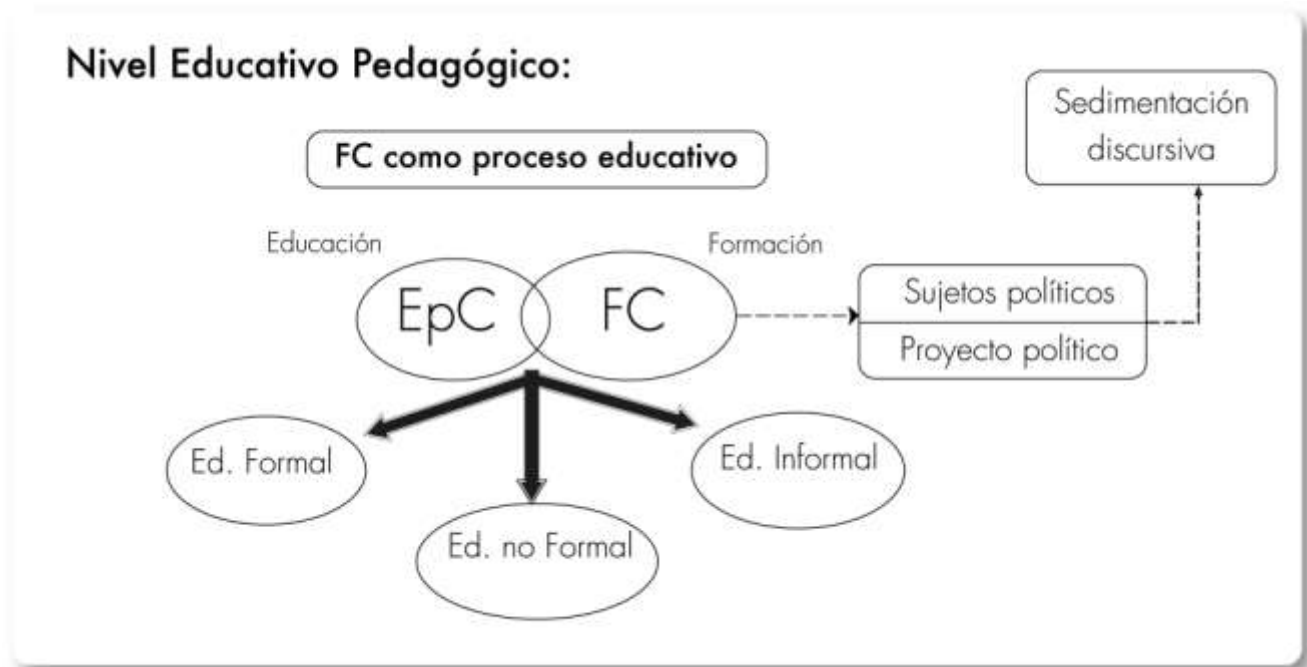 Nivel Educativo Pedagógico:
Sedimentación
discursiva
FC como proceso educativo
Educación
Formación
EpC
FC
Sujetos políticos
Proyecto político
Ed. Formal
Ed. Informal
Ed. no Formal